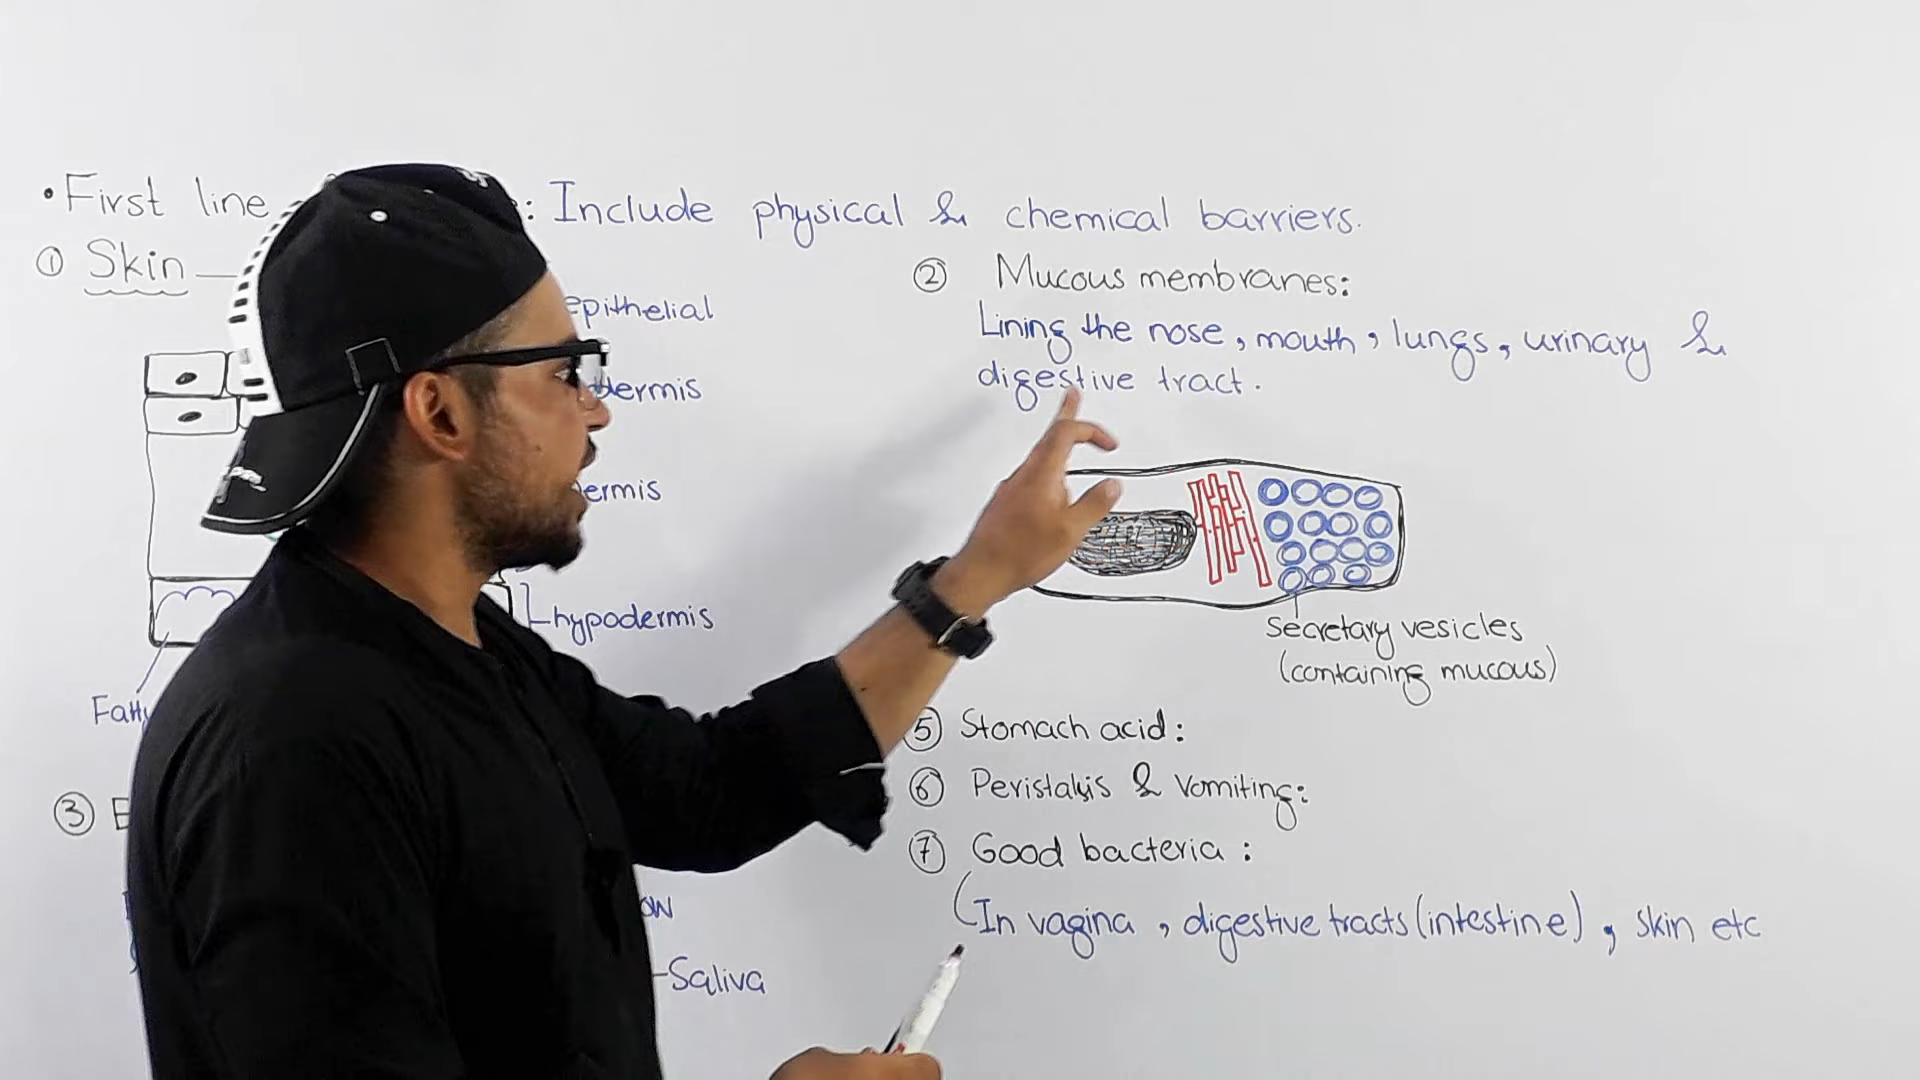 • First line : Include physical & chemical barriers.
① Skin
epithelial
dermis
hypodermis
② Mucous membranes:
Lining the nose, mouth, lungs, urinary &
digestive tract.
Secretary vesicles
(containing mucous)
③
Saliva
⑤ Stomach acid:
⑥ Peristalsis & vomiting:
⑦ Good bacteria :
(In vagina, digestive tracts (intestine), skin etc